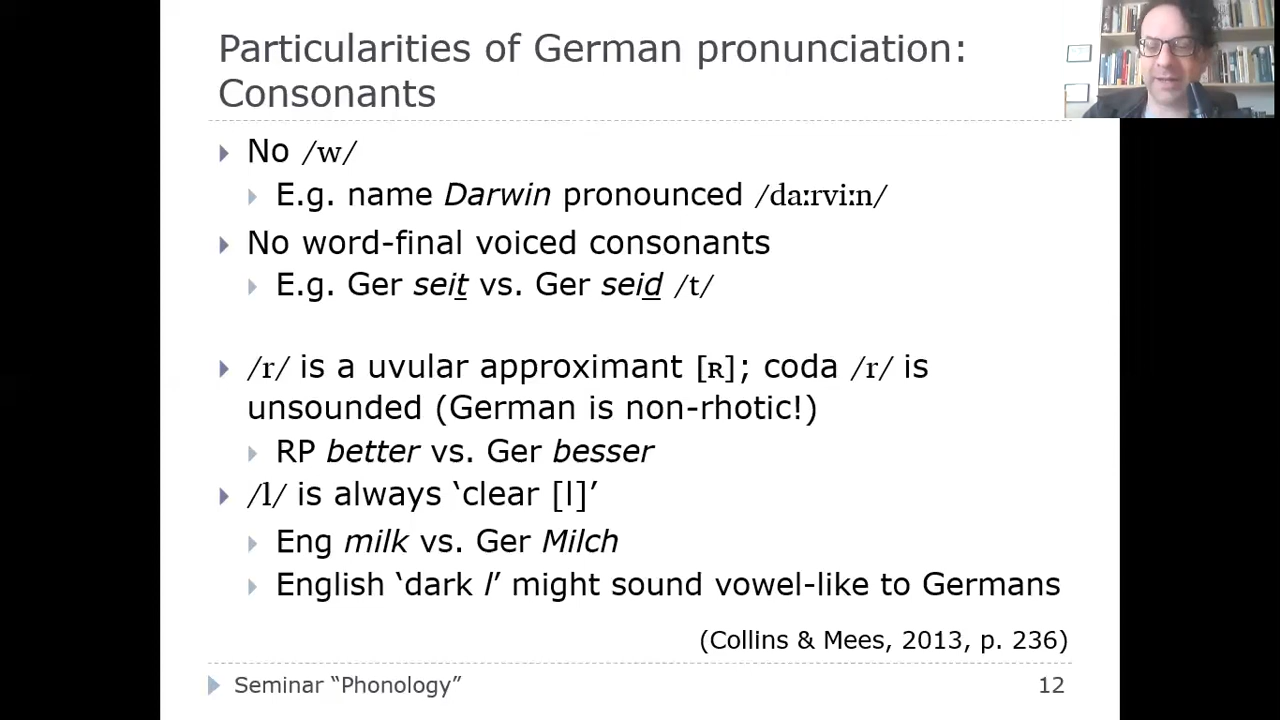 Particularities of German pronunciation:
Consonants
No /w/
E.g. name Darwin pronounced /daːrviːn/
No word-final voiced consonants
E.g. Ger seit vs. Ger seid /t/
/r/ is a uvular approximant [ʀ]; coda /r/ is
unsounded (German is non-rhotic!)
RP better vs. Ger besser
/l/ is always ‘clear [l]’
Eng milk vs. Ger Milch
English ‘dark l’ might sound vowel-like to Germans
(Collins & Mees, 2013, p. 236)
Seminar “Phonology” 12